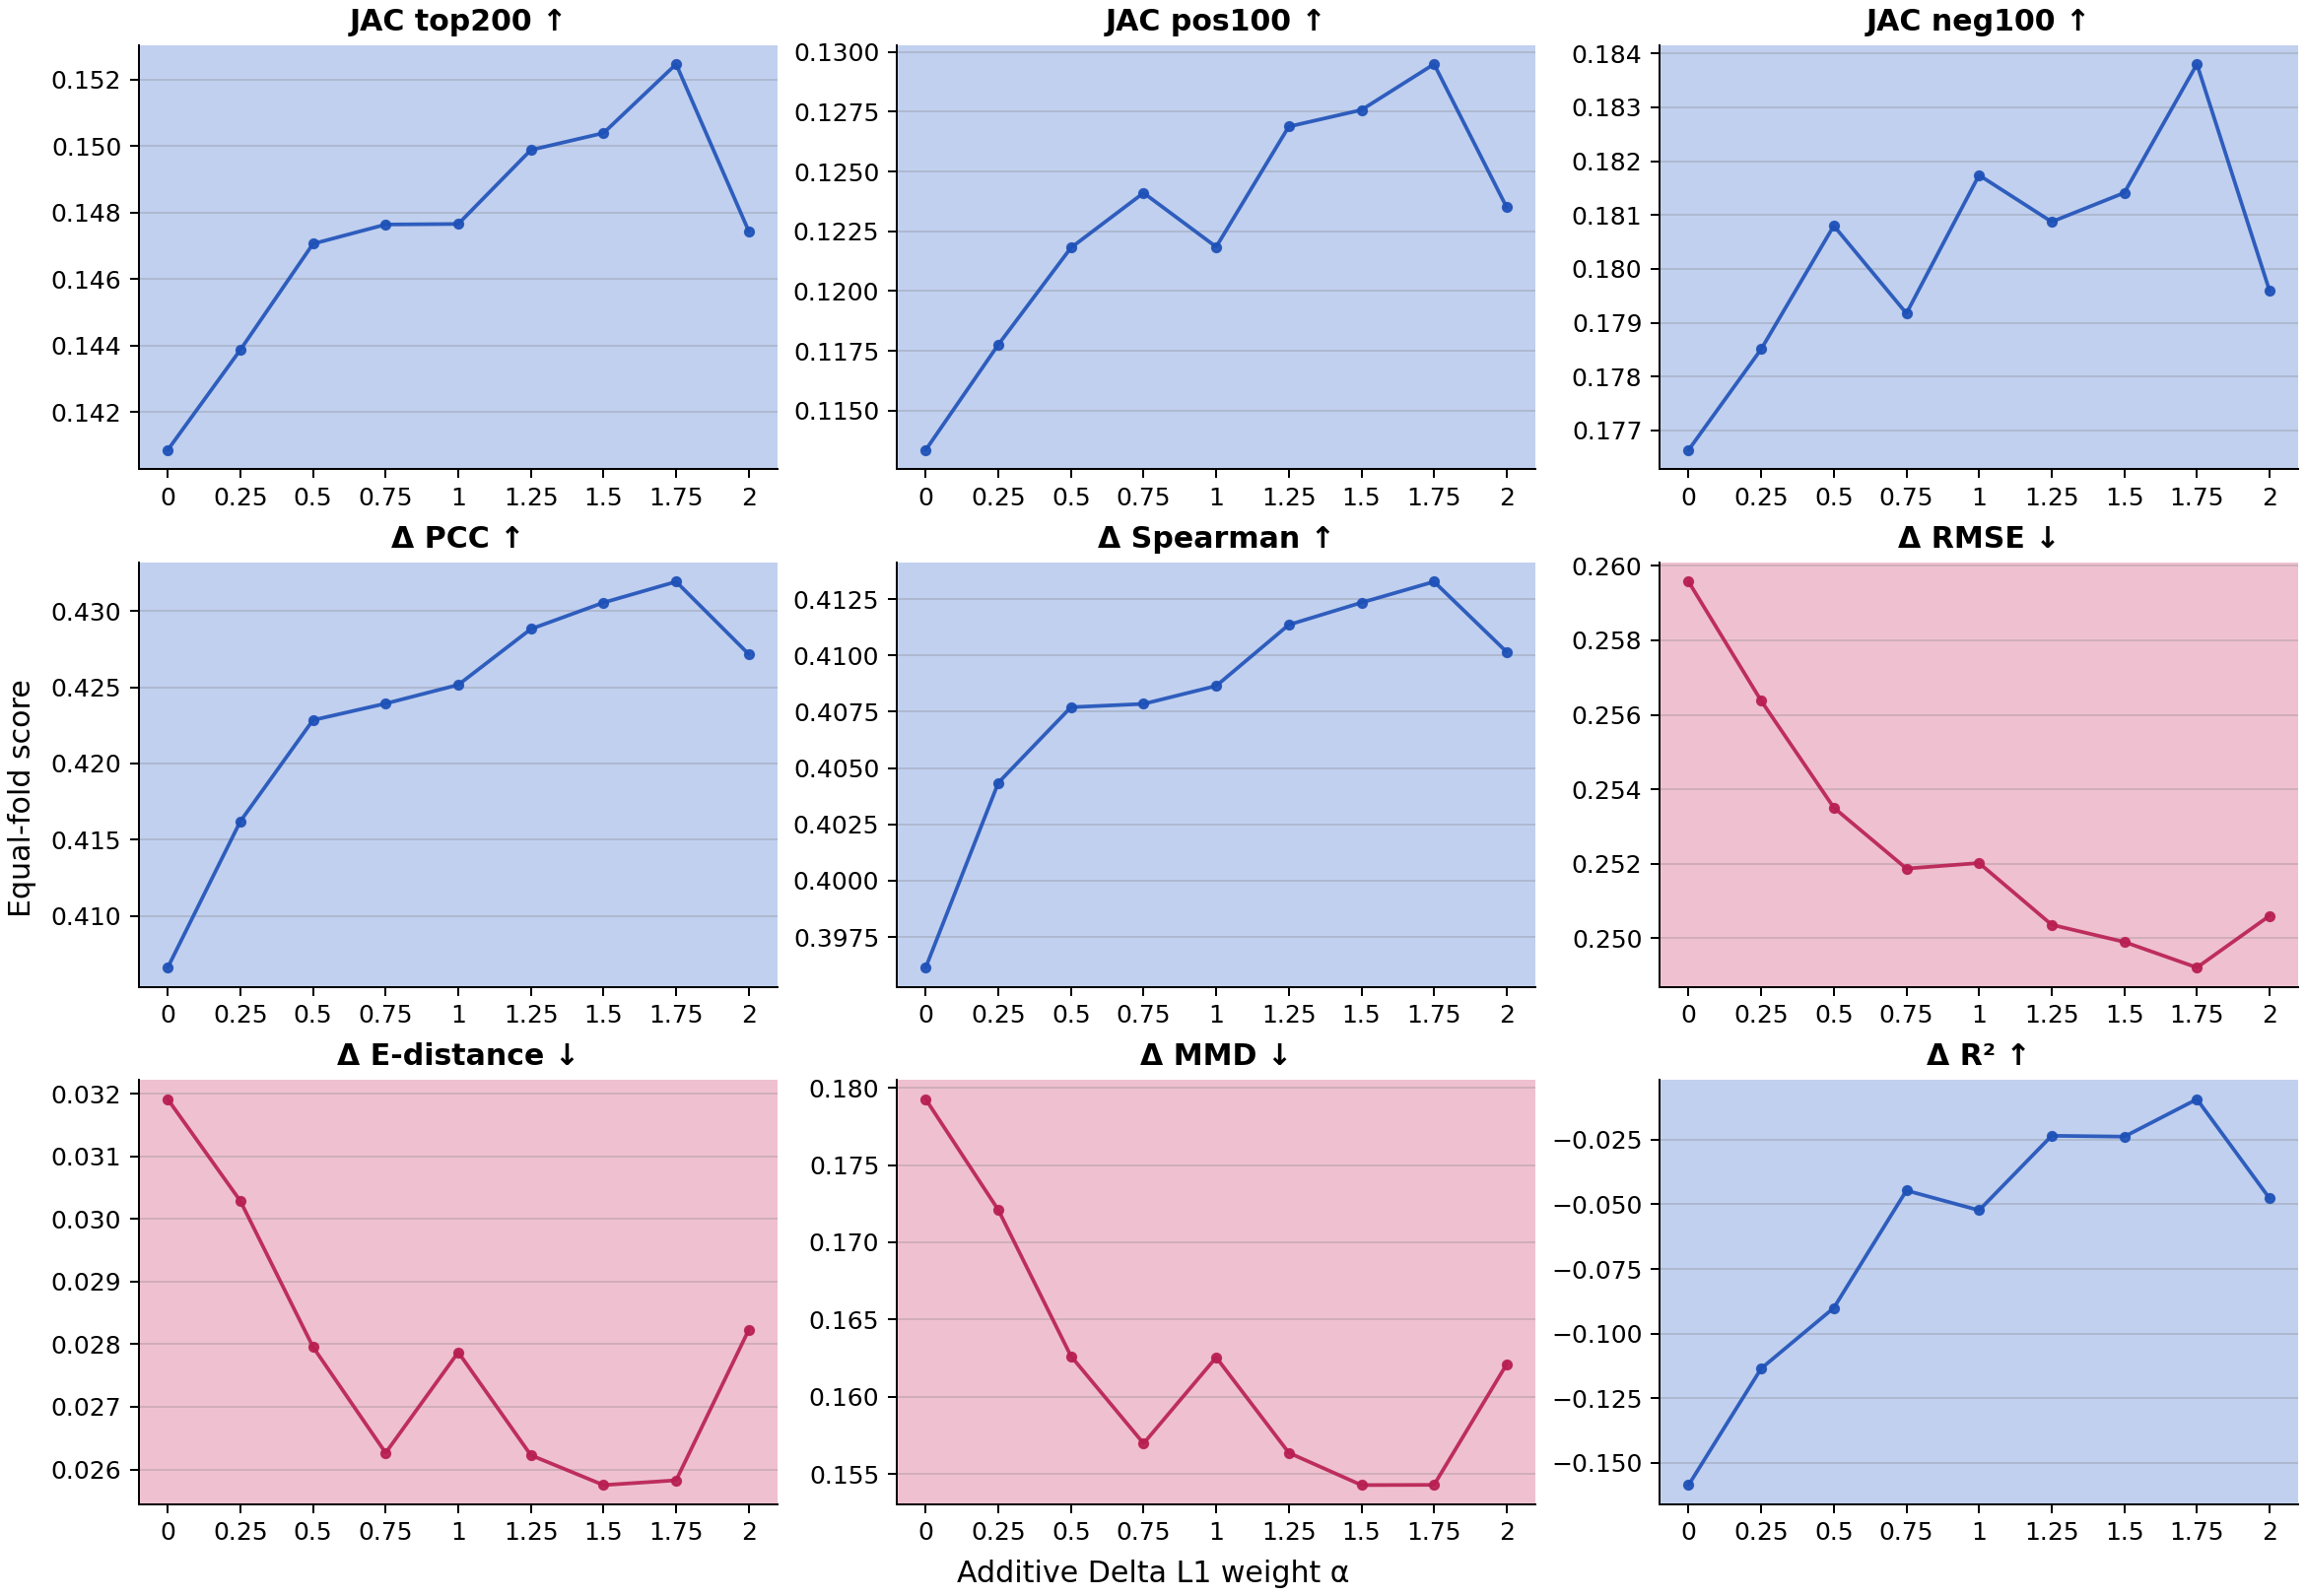 JAC top200 ↑
0.152
0.150
0.148
0.146
0.144
0.142
0 0.25 0.5 0.75 1 1.25 1.5 1.75 2
JAC pos100 ↑
0.1300
0.1275
0.1250
0.1225
0.1200
0.1175
0.1150
0 0.25 0.5 0.75 1 1.25 1.5 1.75 2
JAC neg100 ↑
0.184
0.183
0.182
0.181
0.180
0.179
0.178
0.177
0 0.25 0.5 0.75 1 1.25 1.5 1.75 2
Equal-fold score
Δ PCC ↑
0.430
0.425
0.420
0.415
0.410
0 0.25 0.5 0.75 1 1.25 1.5 1.75 2
Δ Spearman ↑
0.4125
0.4100
0.4075
0.4050
0.4025
0.4000
0.3975
0 0.25 0.5 0.75 1 1.25 1.5 1.75 2
Δ RMSE ↓
0.260
0.258
0.256
0.254
0.252
0.250
0 0.25 0.5 0.75 1 1.25 1.5 1.75 2
Δ E-distance ↓
0.032
0.031
0.030
0.029
0.028
0.027
0.026
0 0.25 0.5 0.75 1 1.25 1.5 1.75 2
Δ MMD ↓
0.180
0.175
0.170
0.165
0.160
0.155
0 0.25 0.5 0.75 1 1.25 1.5 1.75 2
Δ R² ↑
−0.025
−0.050
−0.075
−0.100
−0.125
−0.150
0 0.25 0.5 0.75 1 1.25 1.5 1.75 2
Additive Delta L1 weight α